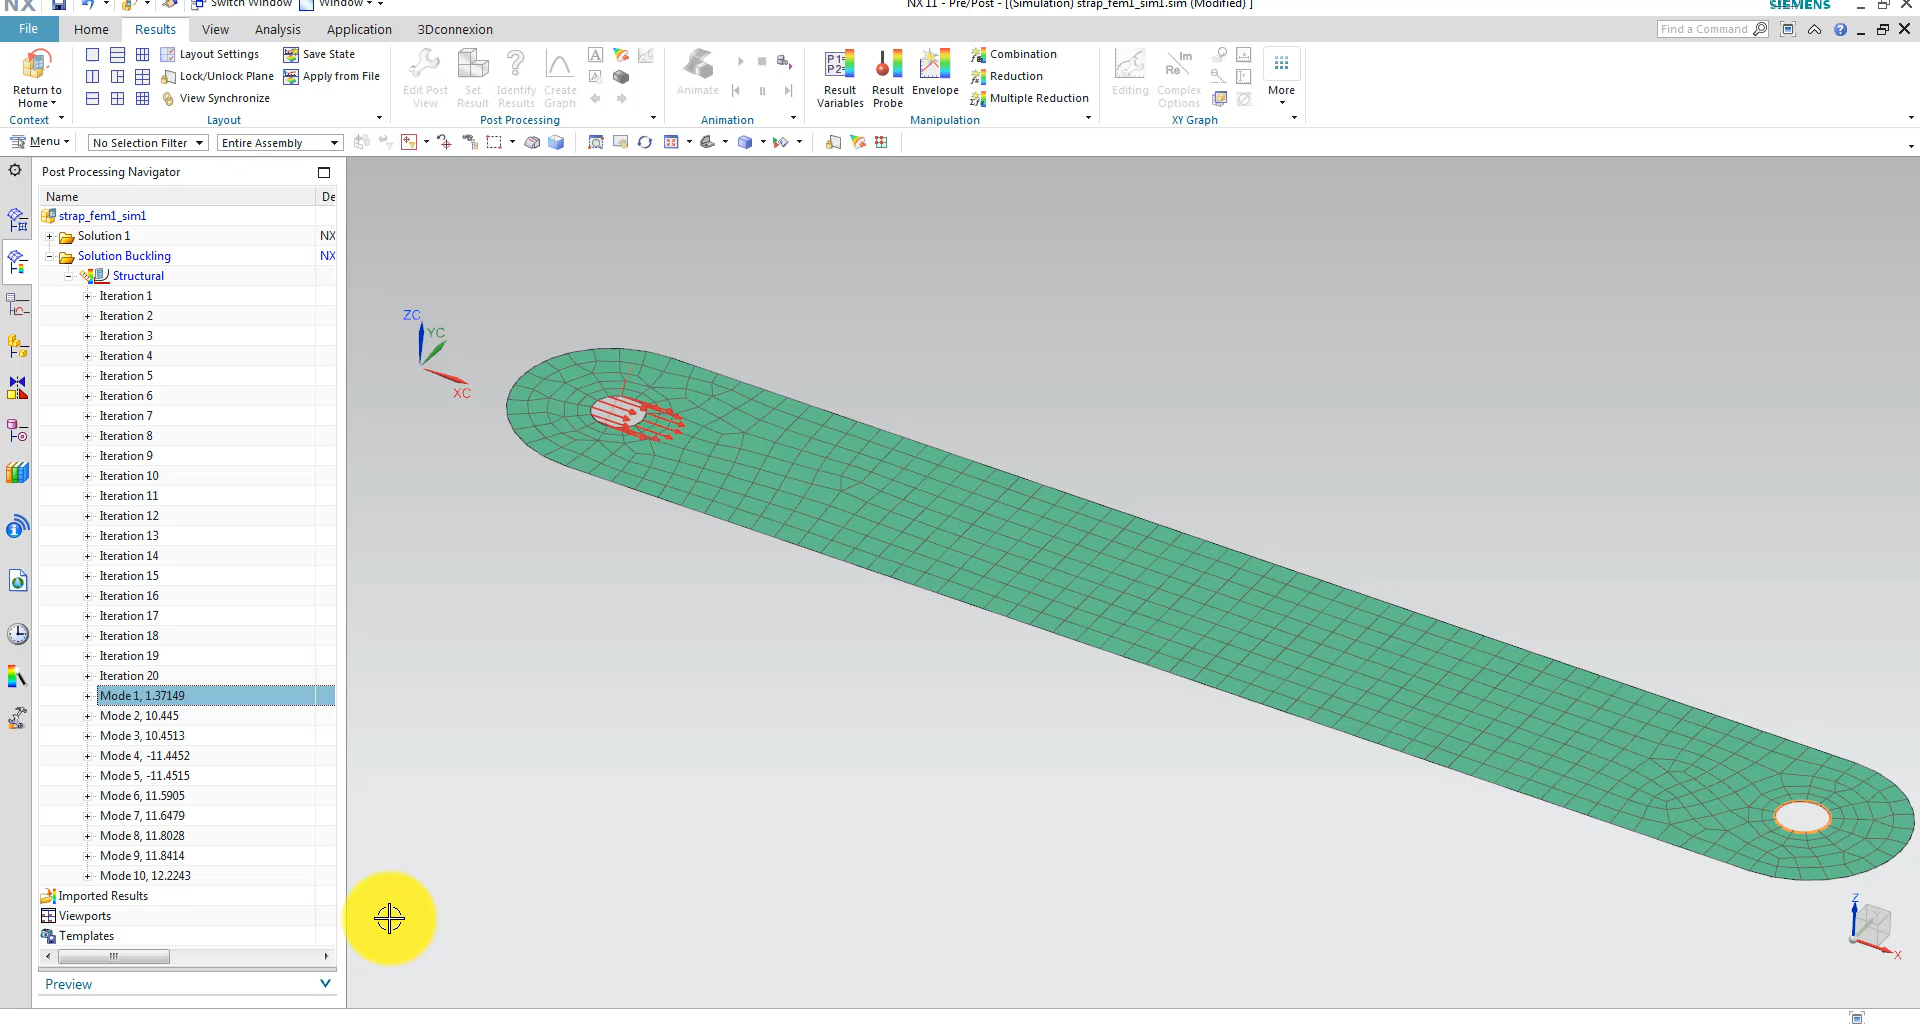 NX Switch Window Window NX 11 - Pre/Post - [(Simulation) strap_fem1_sim1.sim (Modified) ] SIEMENS
File Home Results View Analysis Application 3Dconnexion Find a Command
Layout Settings Save State
Lock/Unlock Plane Apply from File
View Synchronize
Return to Home
Edit Post View
Set Result
Identify Results
Create Graph
Animate
Result Variables
Result Probe
Envelope
Combination
Reduction
Multiple Reduction
Editing
Complex Options
More
Context Layout Post Processing Animation Manipulation XY Graph
Menu No Selection Filter Entire Assembly
Post Processing Navigator
Name De
strap_fem1_sim1
Solution 1 NX
Solution Buckling NX
Structural
Iteration 1
Iteration 2
Iteration 3
Iteration 4
Iteration 5
Iteration 6
Iteration 7
Iteration 8
Iteration 9
Iteration 10
Iteration 11
Iteration 12
Iteration 13
Iteration 14
Iteration 15
Iteration 16
Iteration 17
Iteration 18
Iteration 19
Iteration 20
Mode 1, 1.37149
Mode 2, 10.445
Mode 3, 10.4513
Mode 4, -11.4452
Mode 5, -11.4515
Mode 6, 11.5905
Mode 7, 11.6479
Mode 8, 11.8028
Mode 9, 11.8414
Mode 10, 12.2243
Imported Results
Viewports
Templates
Preview
ZC
YC
XC
Z
Y
X